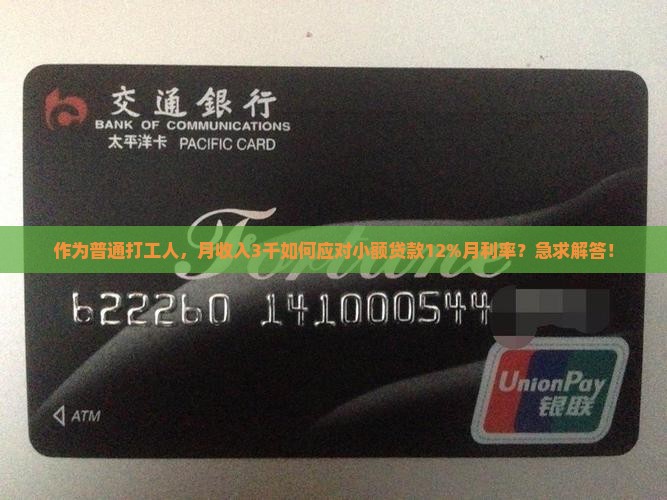 交通銀行
BANK OF COMMUNICATIONS
太平洋卡 PACIFIC CARD
Fortune
作为普通打工人，月收入3千如何应对小额贷款12%月利率？急求解答！
622260 141000544
UnionPay
银联
ATM